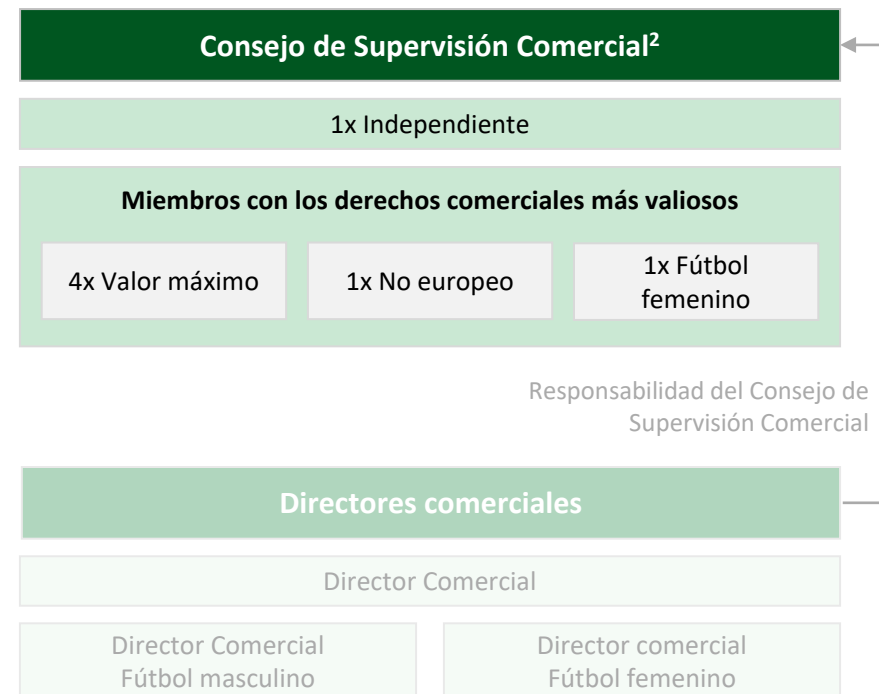 Consejo de Supervisión Comercial²
1x Independiente
Miembros con los derechos comerciales más valiosos
4x Valor máximo
1x No europeo
1x Fútbol
femenino
Responsabilidad del Consejo de
Supervisión Comercial
Directores comerciales
Director Comercial
Director Comercial
Fútbol masculino
Director comercial
Fútbol femenino